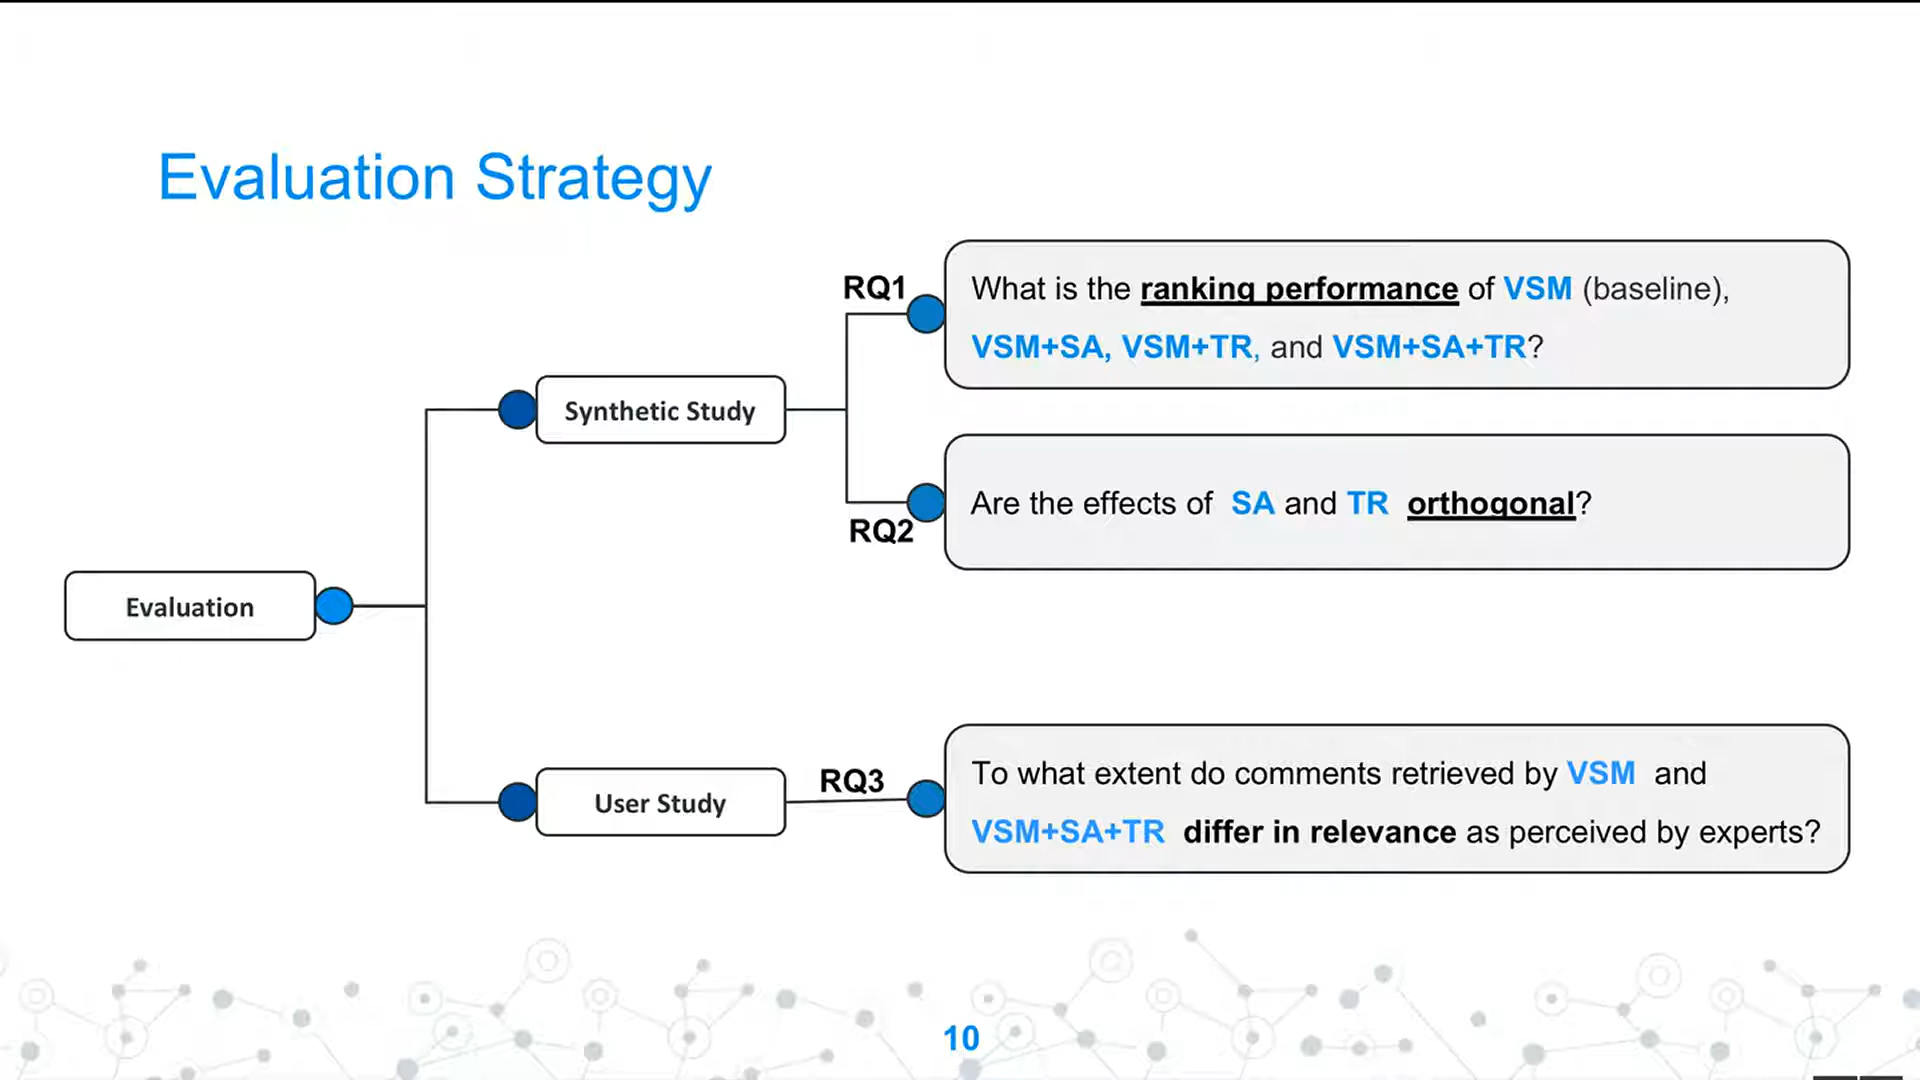 Evaluation Strategy
RQ1
What is the ranking performance of VSM (baseline),
VSM+SA, VSM+TR, and VSM+SA+TR?
Synthetic Study
Are the effects of SA and TR orthogonal?
RQ2
Evaluation
RQ3
To what extent do comments retrieved by VSM and
VSM+SA+TR differ in relevance as perceived by experts?
User Study
10